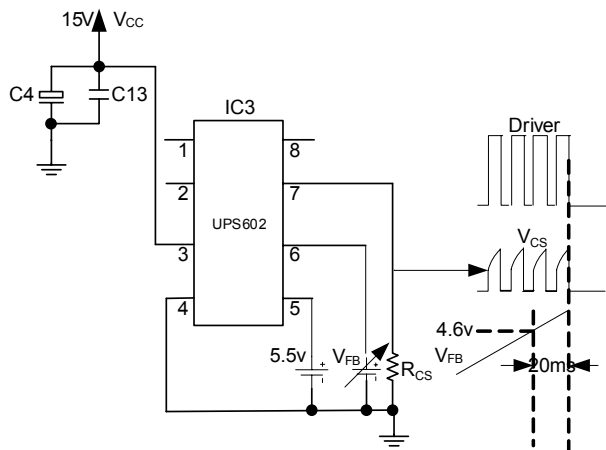 15V VCC
C4
C13
IC3
1
8
2
7
UPS602
3
6
4
5
5.5v
VFB
RCS
+
-
+
-
Driver
VCS
4.6v
VFB
20ms